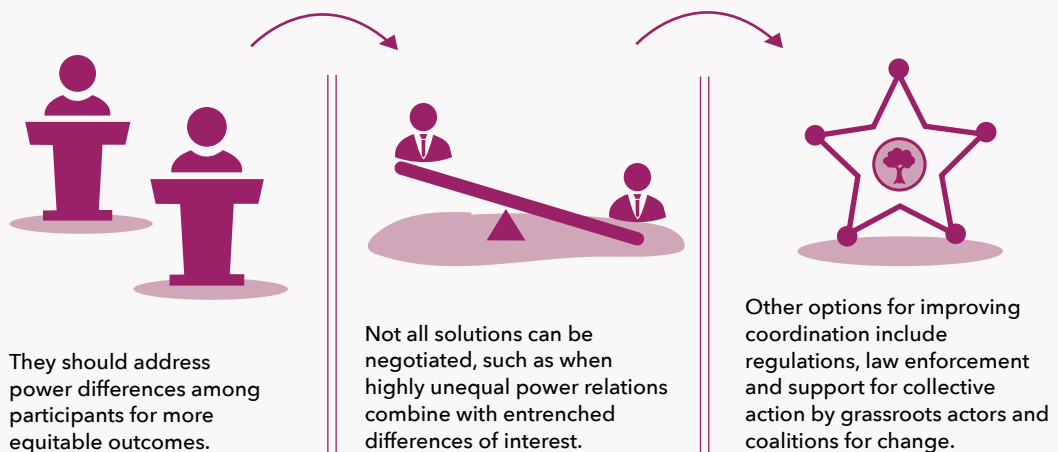 They should address
power differences among
participants for more
equitable outcomes.
Not all solutions can be
negotiated, such as when
highly unequal power relations
combine with entrenched
differences of interest.
Other options for improving
coordination include
regulations, law enforcement
and support for collective
action by grassroots actors and
coalitions for change.